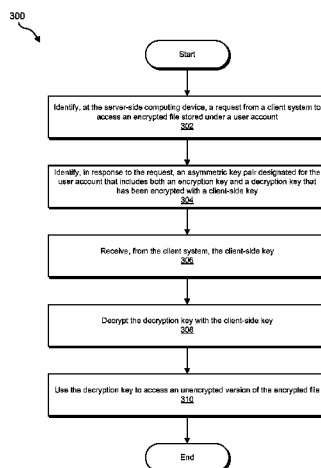 300
Start
Identify, at the server-side computing device, a request from a client system to
access an encrypted file stored under a user account
302
Identify, in response to the request, an asymmetric key pair designated for the
user account that includes both an encryption key and a decryption key that
has been encrypted with a client-side key
304
Receive, from the client system, the client-side key
306
Decrypt the decryption key with the client-side key
308
Use the decryption key to access an unencrypted version of the encrypted file
310
End